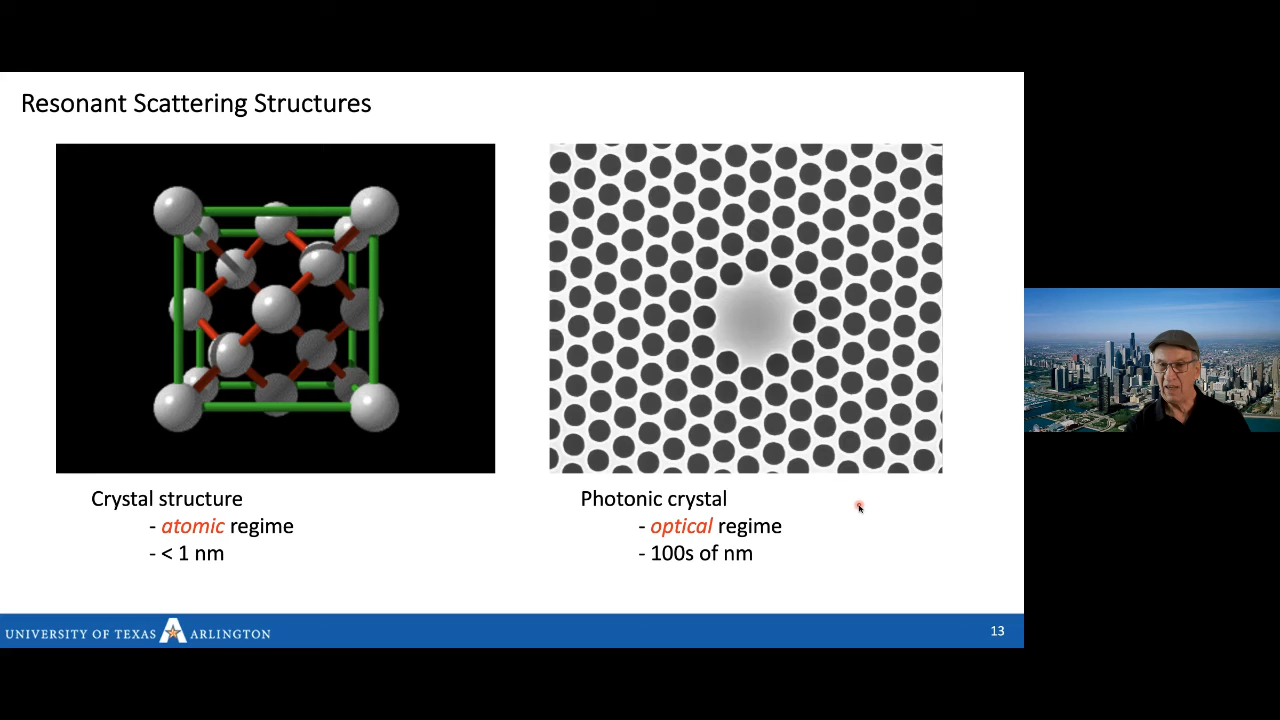 Resonant Scattering Structures
Crystal structure
- atomic regime
- < 1 nm
Photonic crystal
- optical regime
- 100s of nm
UNIVERSITY OF TEXAS A ARLINGTON
13